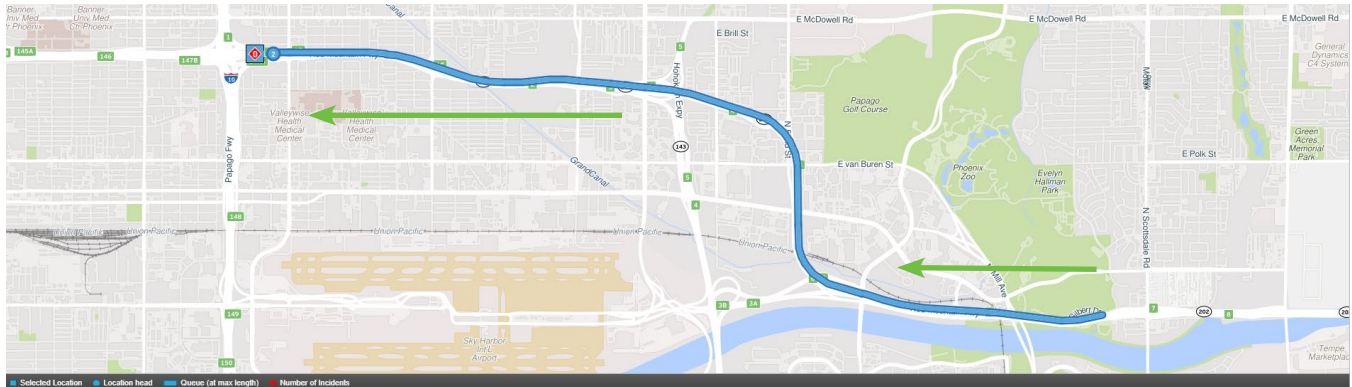 Banner
Univ Med
Ctr Phoenix
Banner
Univ. Med.
Ctr Phoenix
E McDowell Rd
E McDowell Rd
E McDowell Rd
E Brill St
1
5
145A
146
147B
0
2
10
General
Dynamics
C4 System
Hohokam Expy
Papago
Golf Course
Valleywise
Health
Medical
Center
Health
Medical
Center
143
Papago Fwy
Grand Canal
E van Buren St
E Polk St
Green
Acres
Memorial
Park
Phoenix
Zoo
Evelyn
Hallman
Park
5
4
148
N Scottsdale Rd
Union Pacific
Union Pacific
Union Pacific
Union Pacific
Union Pacific
N Mill Ave
149
3B
3A
7
202
8
Sky Harbor
Int-L
Airport
Tempe
Marketplac
150
Selected Location
Location head
Queue (at max length)
Number of Incidents